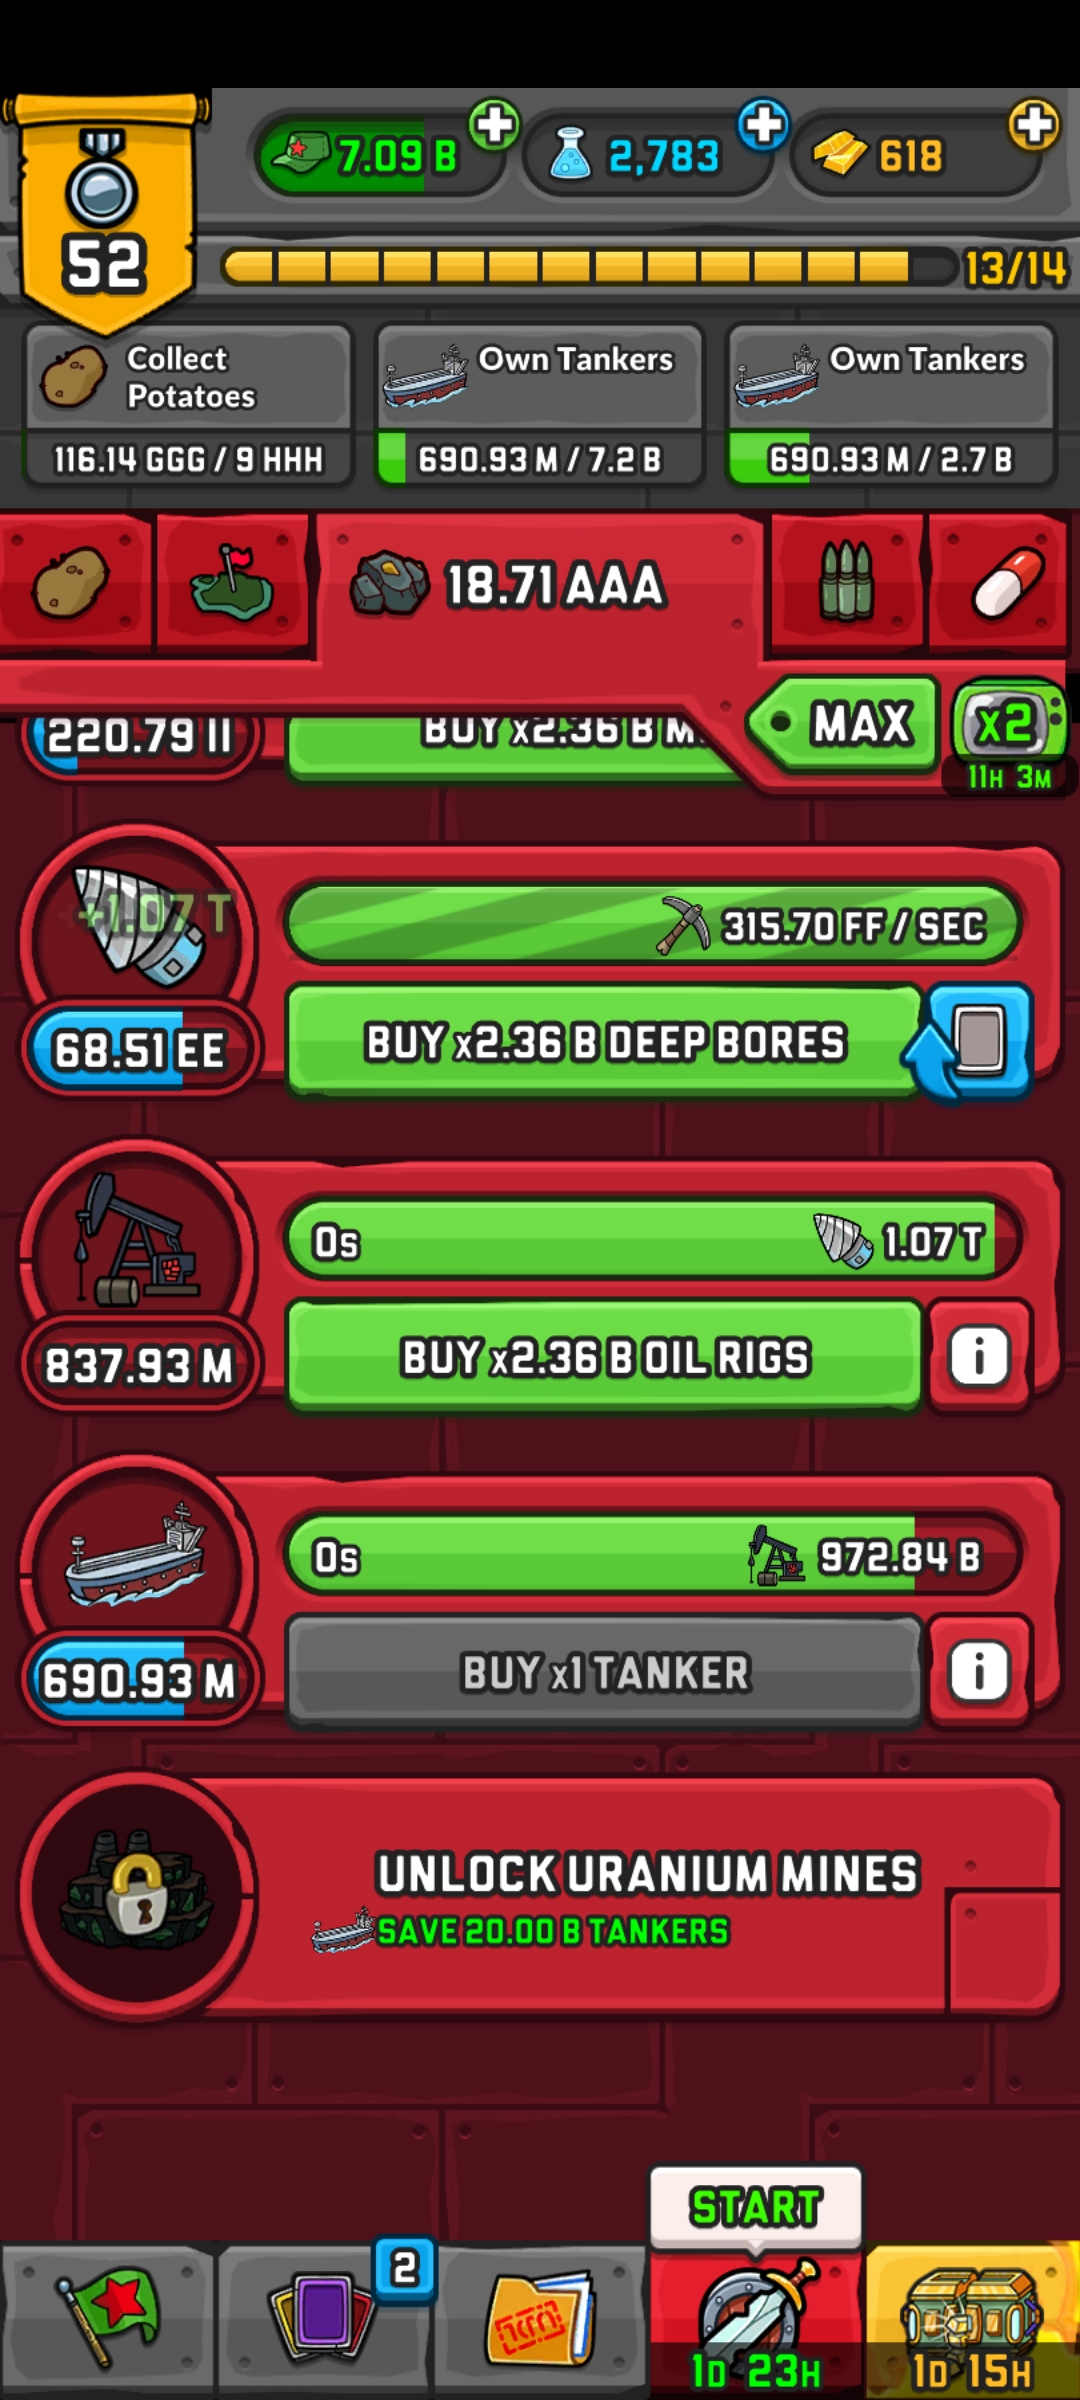 52
7.09 B
2,783
618
13/14
Collect
Potatoes
116.14 GGG / 9 HHH
Own Tankers
690.93 M / 7.2 B
Own Tankers
690.93 M / 2.7 B
18.71 AAA
MAX
x2
11H 3M
220.79 II
BUY x2.36 B M
+1.07 T
315.70 FF / SEC
68.51 EE
BUY x2.36 B DEEP BORES
0s
1.07 T
837.93 M
BUY x2.36 B OIL RIGS
i
0s
972.84 B
690.93 M
BUY x1 TANKER
i
UNLOCK URANIUM MINES
SAVE 20.00 B TANKERS
START
2
1D 23H
1D 15H